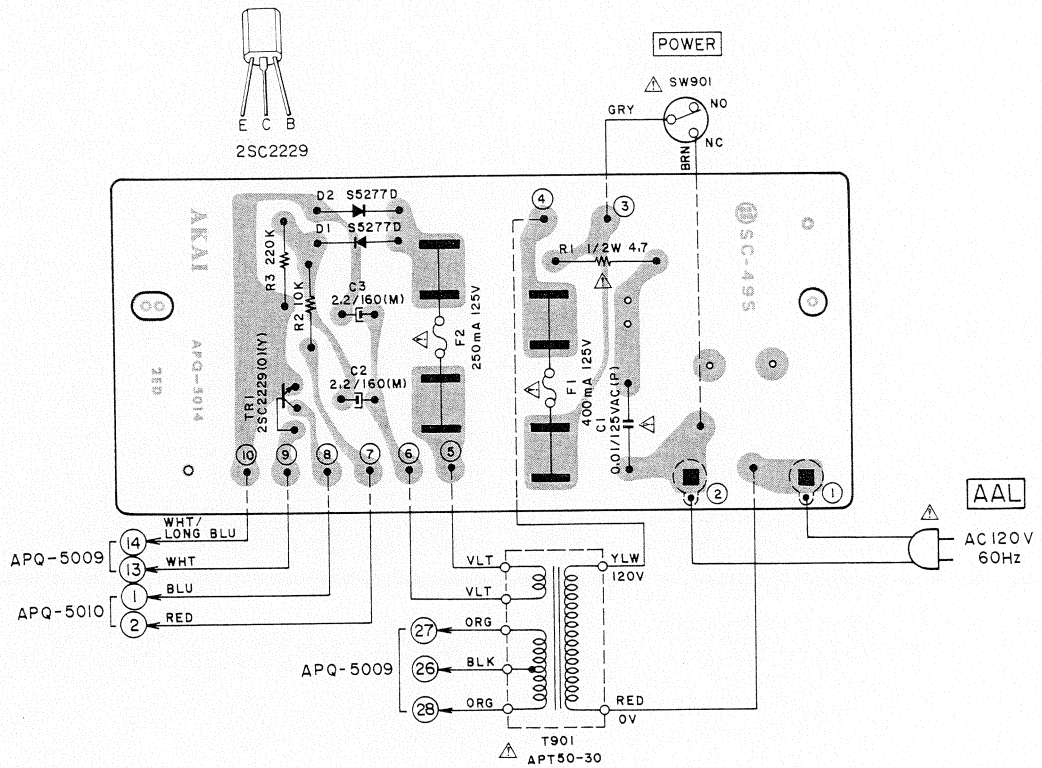 POWER
⚠ SW901
GRY
NO
NC
BRN
E C B
2SC2229
D2 S5277D
D1 S5277D
AKAI
R3 220K
R2 10K
C3
2.2/160(M)
C2
2.2/160(M)
F2
250mA 125V
④
③
R1 1/2W 4.7
F1
400mA 125V
C1
0.01/125VAC(P)
SC-495
APQ-5014
2ED
TR1
2SC2229(O)(Y)
⑩ ⑨ ⑧ ⑦ ⑥ ⑤
② ①
AAL
AC120V
60Hz
WHT/
LONG BLU
APQ-5009
14
13
WHT
APQ-5010
1
2
BLU
RED
VLT
VLT
YLW
120V
APQ-5009
27
26
28
ORG
BLK
ORG
RED
0V
T901
⚠ APT50-30